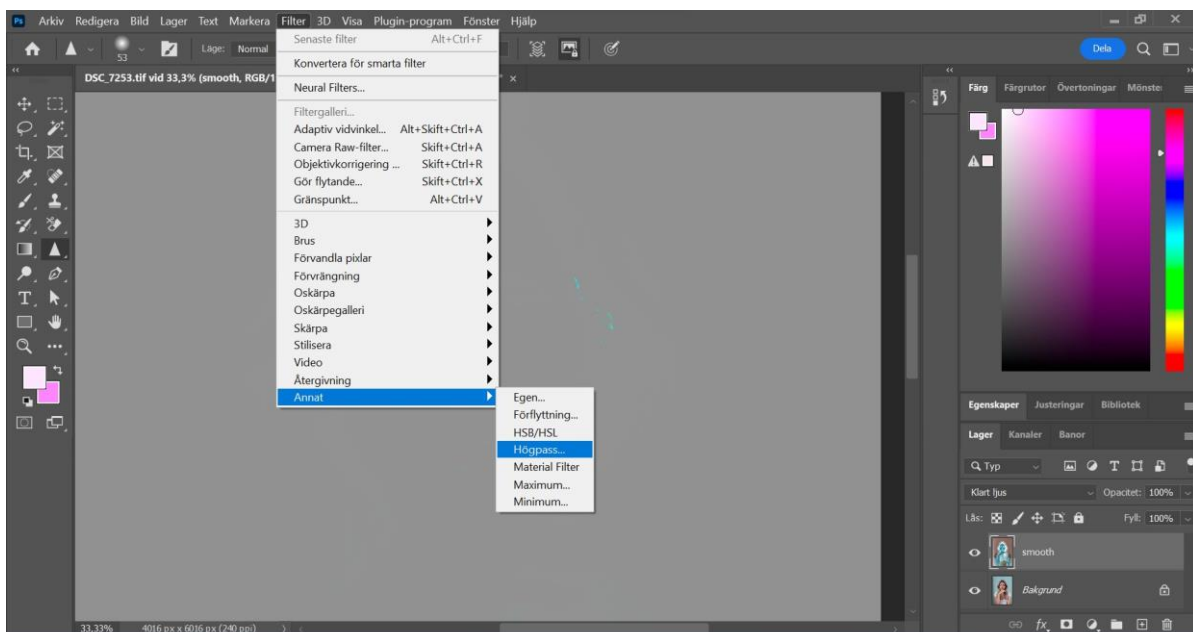 Ps Arkiv Redigera Bild Lager Text Markera Filter 3D Visa Plugin-program Fönster Hjälp
53 Läge: Normal Dela
DSC_7253.tif vid 33,3% (smooth, RGB/1
Senaste filter Alt+Ctrl+F
Konvertera för smarta filter
Neural Filters...
Filtergalleri...
Adaptiv vidvinkel... Alt+Skift+Ctrl+A
Camera Raw-filter... Skift+Ctrl+A
Objektivkorrigering ... Skift+Ctrl+R
Gör flytande... Skift+Ctrl+X
Gränspunkt... Alt+Ctrl+V
3D
Brus
Förvandla pixlar
Förvrängning
Oskärpa
Oskärpegalleri
Skärpa
Stilisera
Video
Återgivning
Annat
Egen...
Förflyttning...
HSB/HSL
Högpass...
Material Filter
Maximum...
Minimum...
Färg Färgrutor Övertoningar Mönste
Egenskaper Justeringar Bibliotek
Lager Kanaler Banor
Typ
Klart ljus Opacitet: 100%
Lås: Fyll: 100%
smooth
Bakgrund
fx
33,33% 4016 px x 6016 px (240 ppi)